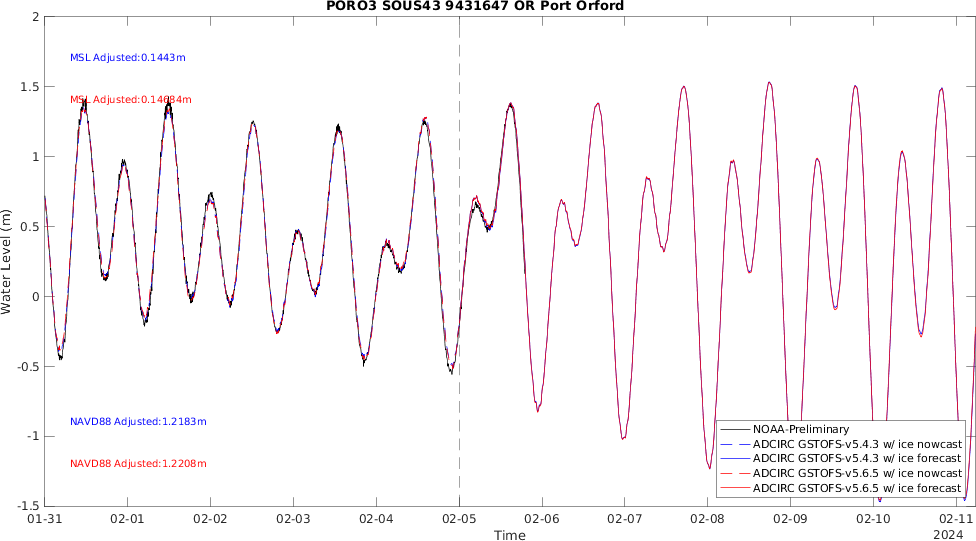 PORO3 SOUS43 9431647 OR Port Orford
Water Level (m)
2
1.5
1
0.5
0
-0.5
-1
-1.5
MSL Adjusted:0.1443m
MSL Adjusted:0.14684m
NAVD88 Adjusted:1.2183m
NAVD88 Adjusted:1.2208m
NOAA-Preliminary
ADCIRC GSTOFS-v5.4.3 w/ ice nowcast
ADCIRC GSTOFS-v5.4.3 w/ ice forecast
ADCIRC GSTOFS-v5.6.5 w/ ice nowcast
ADCIRC GSTOFS-v5.6.5 w/ ice forecast
01-31 02-01 02-02 02-03 02-04 02-05 02-06 02-07 02-08 02-09 02-10 02-11
2024
Time